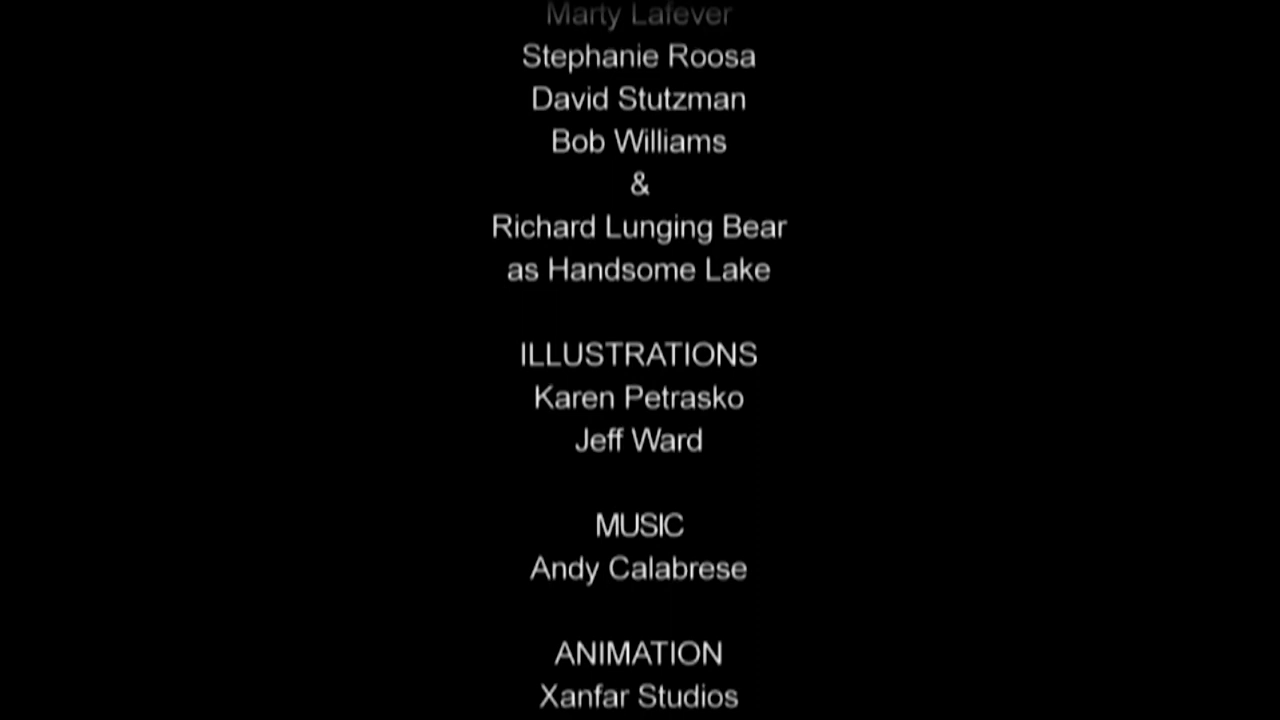 Marty Lafever
Stephanie Roosa
David Stutzman
Bob Williams
&
Richard Lunging Bear
as Handsome Lake
ILLUSTRATIONS
Karen Petrasko
Jeff Ward
MUSIC
Andy Calabrese
ANIMATION
Xanfar Studios